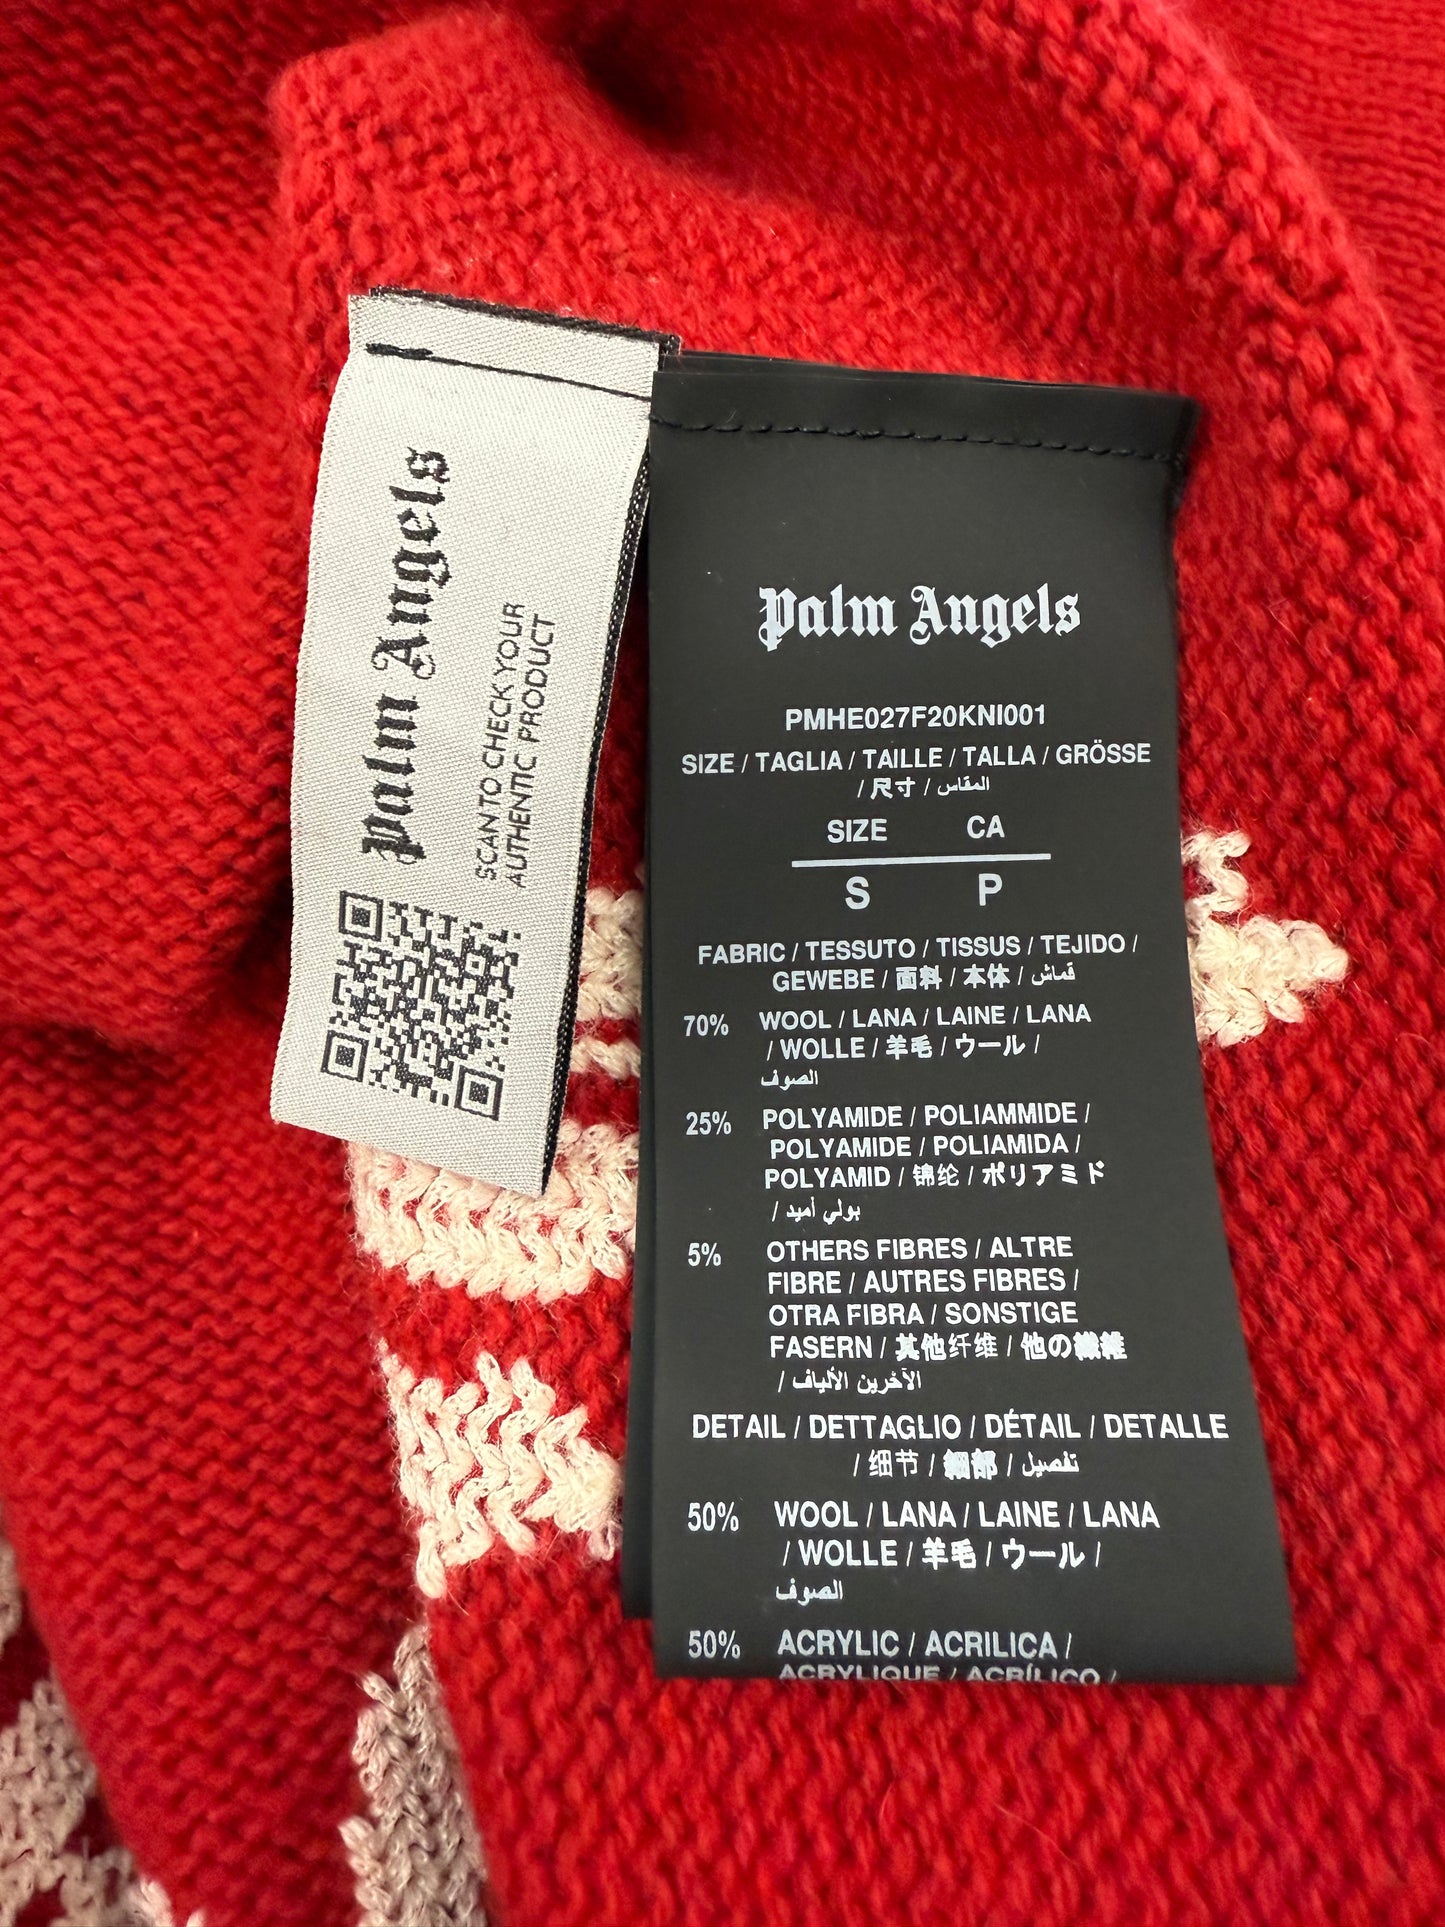 Palm Angels
SCAN TO CHECK YOUR
AUTHENTIC PRODUCT
Palm Angels
PMHE027F20KNI001
SIZE / TAGLIA / TAILLE / TALLA / GRÖSSE
/ 尺寸 / المقاس
SIZE CA
S P
FABRIC / TESSUTO / TISSUS / TEJIDO /
GEWEBE / 面料 / 本体 / قماش
70% WOOL / LANA / LAINE / LANA
/ WOLLE / 羊毛 / ウール /
الصوف
25% POLYAMIDE / POLIAMMIDE /
POLYAMIDE / POLIAMIDA /
POLYAMID / 锦纶 / ポリアミド
/ بولي أميد
5% OTHERS FIBRES / ALTRE
FIBRE / AUTRES FIBRES /
OTRA FIBRA / SONSTIGE
FASERN / 其他纤维 / 他の繊維
/ الآخرين الألياف
DETAIL / DETTAGLIO / DÉTAIL / DETALLE
/ 细节 / 細部 / تفصيل
50% WOOL / LANA / LAINE / LANA
/ WOLLE / 羊毛 / ウール /
الصوف
50% ACRYLIC / ACRILICA /
ACRYLIQUE / ACRÍLICO /